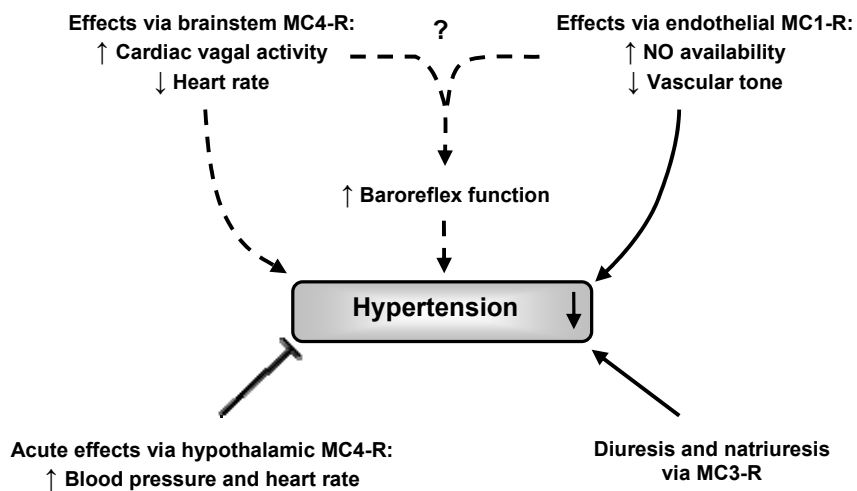 Effects via brainstem MC4-R:
↑ Cardiac vagal activity
↓ Heart rate
?
Effects via endothelial MC1-R:
↑ NO availability
↓ Vascular tone
↑ Baroreflex function
Hypertension ↓
Acute effects via hypothalamic MC4-R:
↑ Blood pressure and heart rate
Diuresis and natriuresis
via MC3-R